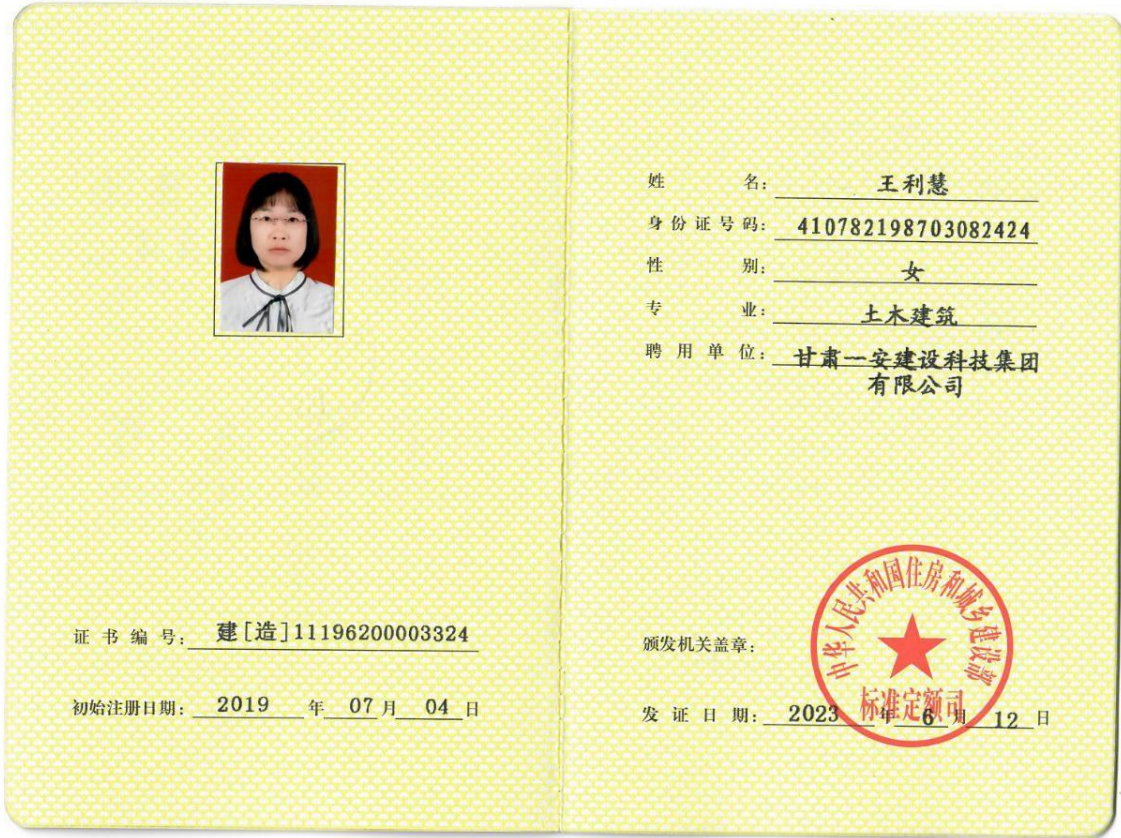 证书编号: 建[造]11196200003324
初始注册日期: 2019 年 07 月 04 日
姓名: 王利慧
身份证号码: 410782198703082424
性别: 女
专业: 土木建筑
聘用单位: 甘肃一安建设科技集团
有限公司
颁发机关盖章:
中华人民共和国住房和城乡建设部
标准定额司
发证日期: 2023 年 6 月 12 日